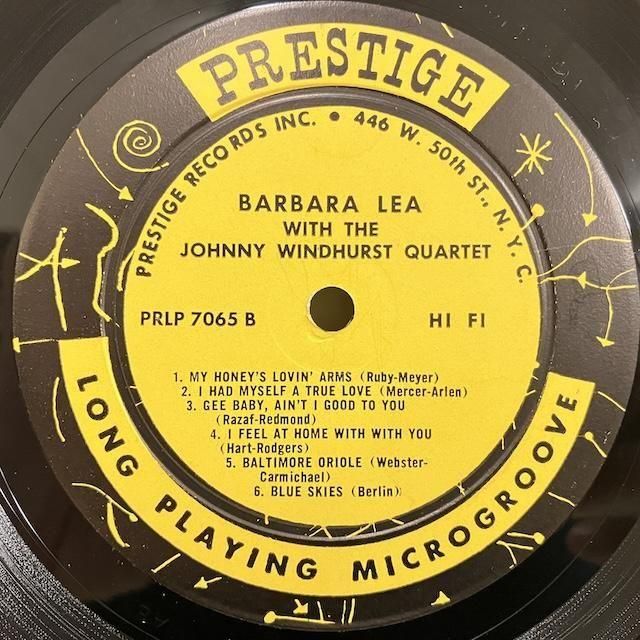 PRESTIGE
PRESTIGE RECORDS INC. • 446 W. 50th ST., N.Y.C.
BARBARA LEA
WITH THE
JOHNNY WINDHURST QUARTET
PRLP 7065 B
HI FI
1. MY HONEY'S LOVIN' ARMS (Ruby-Meyer)
2. I HAD MYSELF A TRUE LOVE (Mercer-Arlen)
3. GEE BABY, AIN'T I GOOD TO YOU
(Razaf-Redmond)
4. I FEEL AT HOME WITH WITH YOU
(Hart-Rodgers)
5. BALTIMORE ORIOLE (Webster-
Carmichael)
6. BLUE SKIES (Berlin)
LONG PLAYING MICROGROOVE